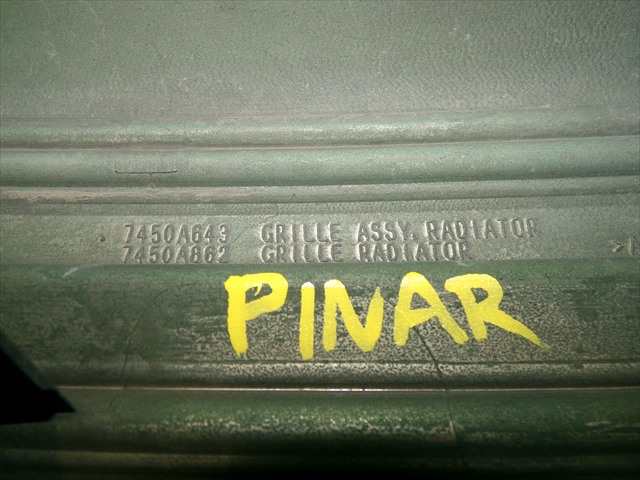 7450A643 GRILLE ASSY, RADIATOR
7450A862 GRILLE RADIATOR
PINAR